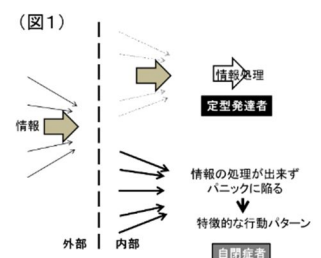 （図１）
情報処理
定型発達者
情報
情報の処理が出来ず
パニックに陥る
特徴的な行動パターン
外部
内部
自閉症者